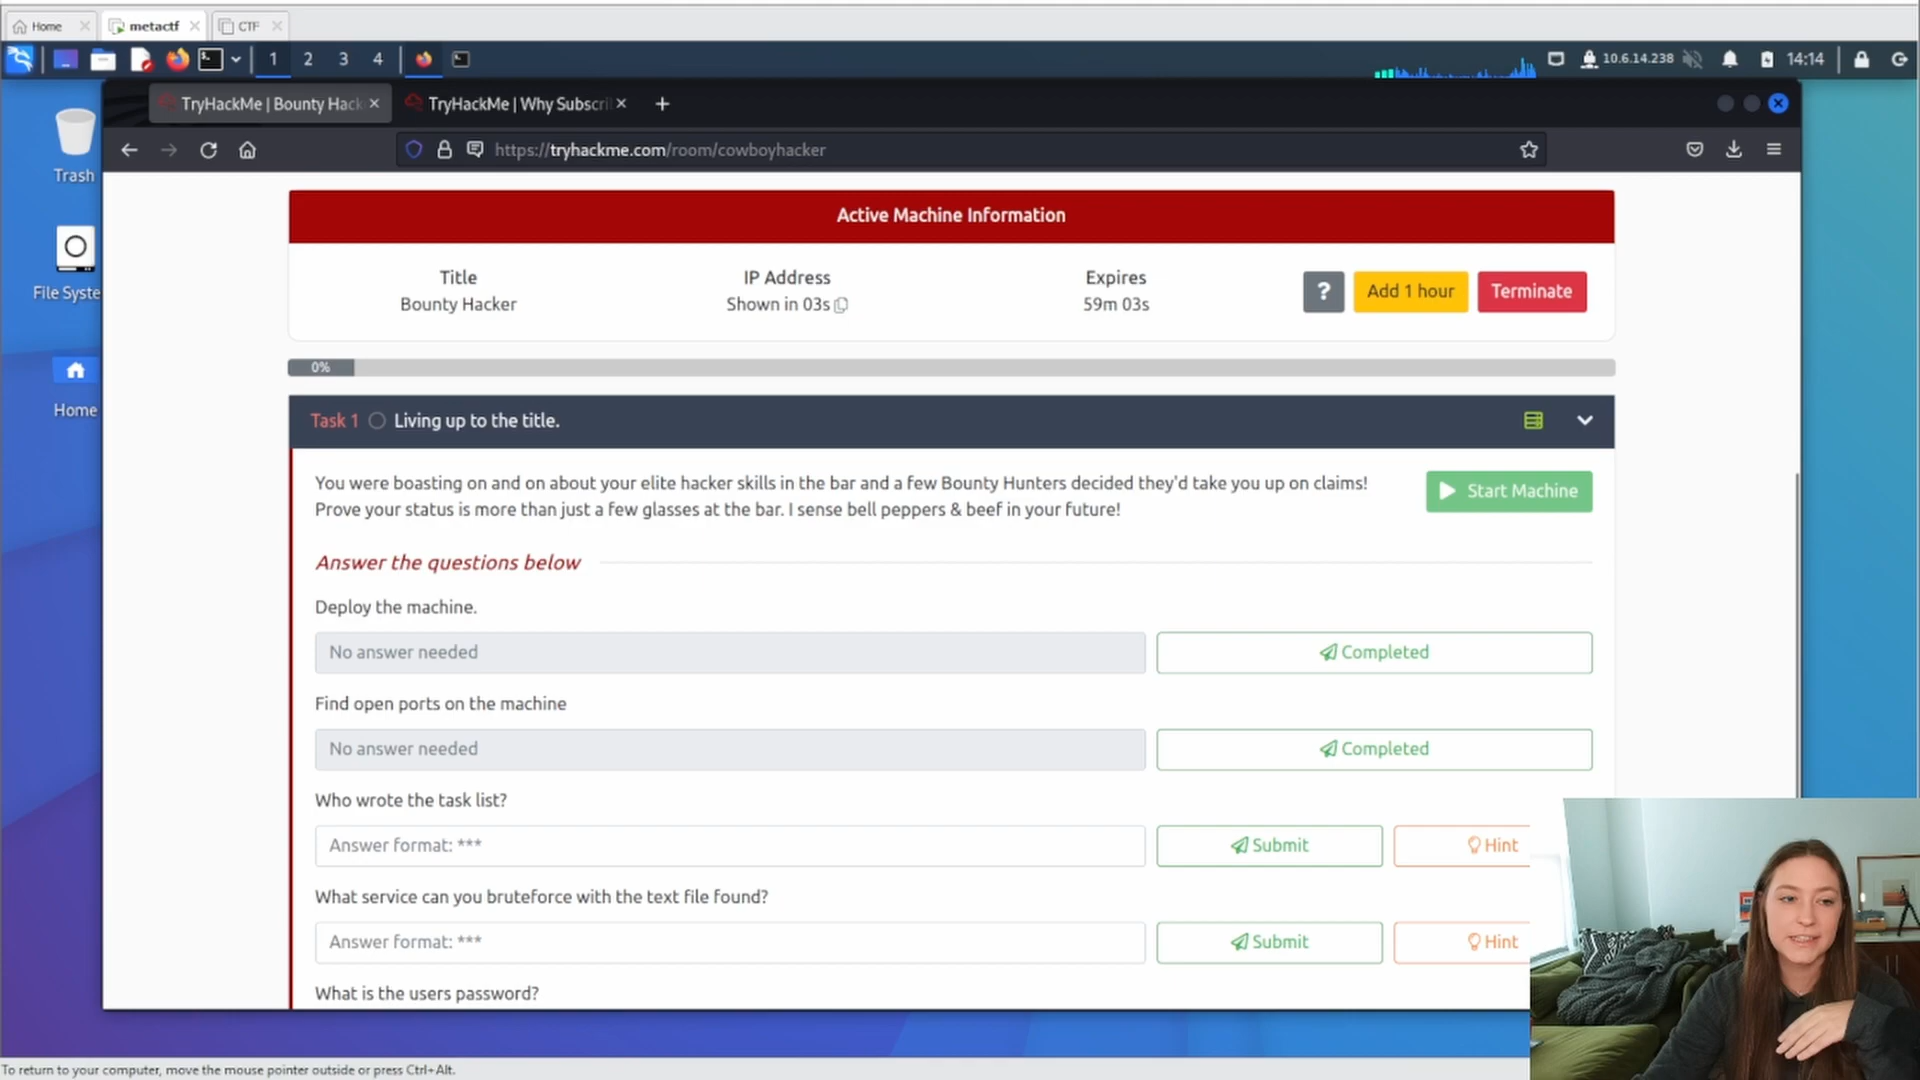 Home
metactf
CTF
1
2
3
4
10.6.14.238
14:14
TryHackMe | Bounty Hack
TryHackMe | Why Subscri
https://tryhackme.com/room/cowboyhacker
Trash
File Syste
Home
Active Machine Information
Title
IP Address
Expires
Bounty Hacker
Shown in 03s
59m 03s
?
Add 1 hour
Terminate
0%
Task 1
Living up to the title.
You were boasting on and on about your elite hacker skills in the bar and a few Bounty Hunters decided they'd take you up on claims!
Prove your status is more than just a few glasses at the bar. I sense bell peppers & beef in your future!
Start Machine
Answer the questions below
Deploy the machine.
No answer needed
Completed
Find open ports on the machine
No answer needed
Completed
Who wrote the task list?
Answer format: ***
Submit
Hint
What service can you bruteforce with the text file found?
Answer format: ***
Submit
Hint
What is the users password?
To return to your computer, move the mouse pointer outside or press Ctrl+Alt.